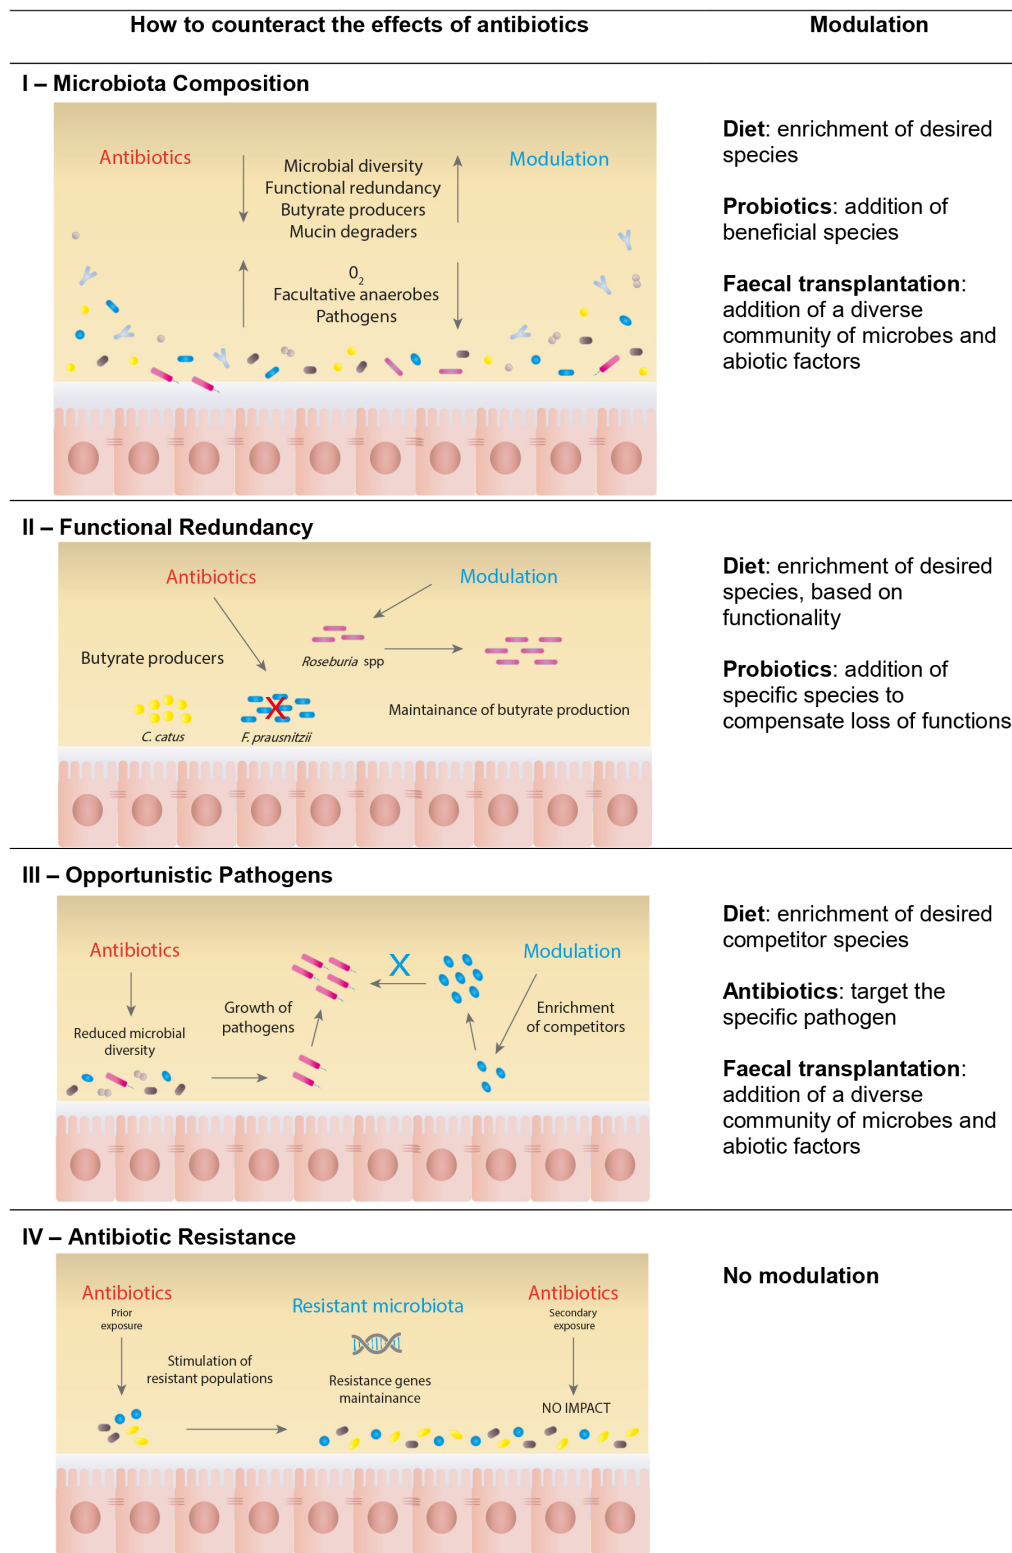 How to counteract the effects of antibiotics
Modulation
I – Microbiota Composition
Antibiotics
Microbial diversity
Functional redundancy
Butyrate producers
Mucin degraders
Modulation
O2
Facultative anaerobes
Pathogens
Diet: enrichment of desired
species
Probiotics: addition of
beneficial species
Faecal transplantation:
addition of a diverse
community of microbes and
abiotic factors
II – Functional Redundancy
Antibiotics
Modulation
Butyrate producers
Roseburia spp
C. catus
F. prausnitzii
Maintainance of butyrate production
Diet: enrichment of desired
species, based on
functionality
Probiotics: addition of
specific species to
compensate loss of functions
III – Opportunistic Pathogens
Antibiotics
Reduced microbial
diversity
Growth of
pathogens
X
Modulation
Enrichment
of competitors
Diet: enrichment of desired
competitor species
Antibiotics: target the
specific pathogen
Faecal transplantation:
addition of a diverse
community of microbes and
abiotic factors
IV – Antibiotic Resistance
Antibiotics
Prior
exposure
Stimulation of
resistant populations
Resistant microbiota
Resistance genes
maintainance
Antibiotics
Secondary
exposure
NO IMPACT
No modulation